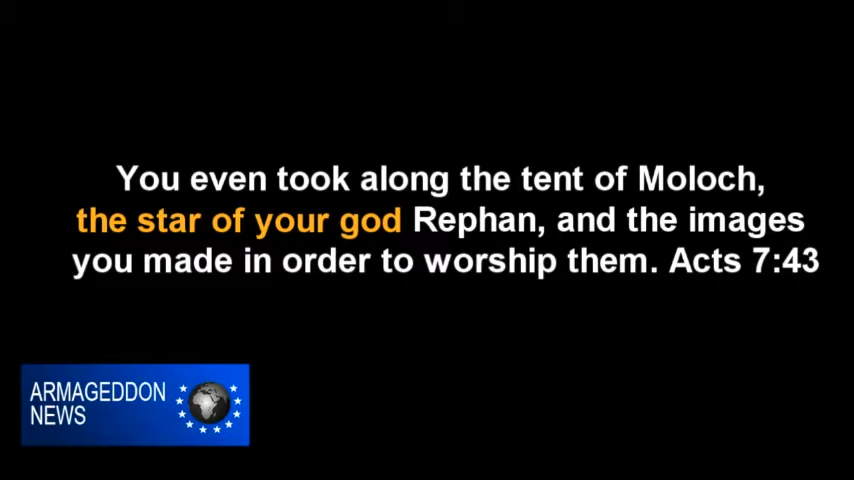 You even took along the tent of Moloch,
the star of your god Rephan, and the images
you made in order to worship them. Acts 7:43
ARMAGEDDON
NEWS